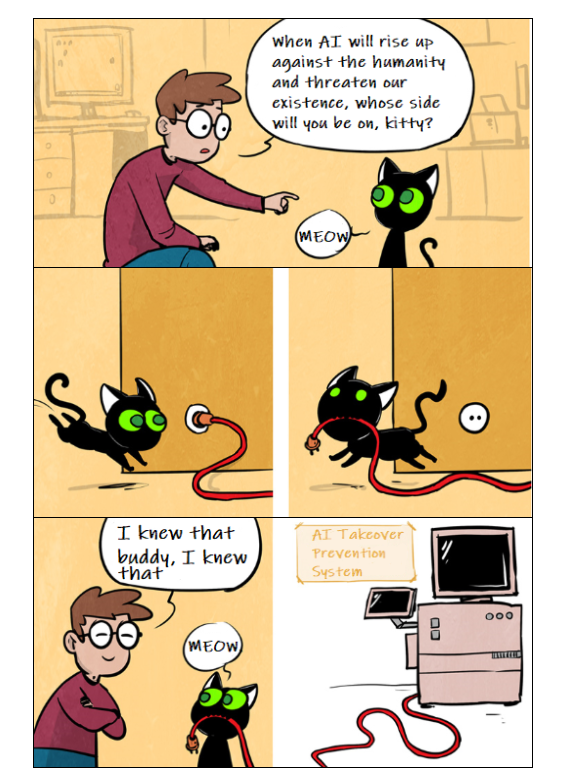 When AI will rise up
against the humanity
and threaten our
existence, whose side
will you be on, kitty?
MEOW
I knew that
buddy, I knew
that
MEOW
AI Takeover
Prevention
System